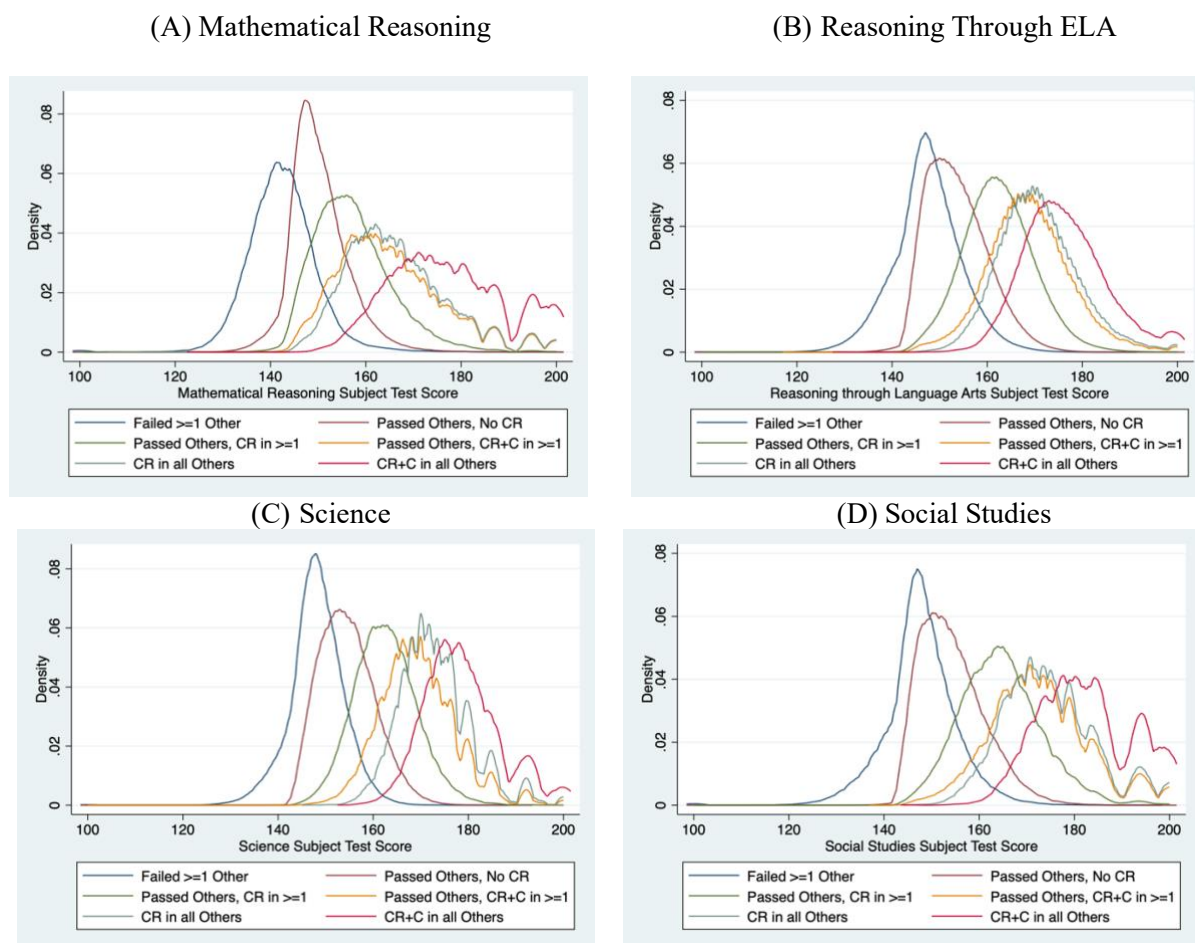 (A) Mathematical Reasoning
(B) Reasoning Through ELA
Density
0 .02 .04 .06 .08
100 120 140 160 180 200
Mathematical Reasoning Subject Test Score
Failed >=1 Other Passed Others, No CR
Passed Others, CR in >=1 Passed Others, CR+C in >=1
CR in all Others CR+C in all Others
Density
0 .02 .04 .06 .08
100 120 140 160 180 200
Reasoning through Language Arts Subject Test Score
Failed >=1 Other Passed Others, No CR
Passed Others, CR in >=1 Passed Others, CR+C in >=1
CR in all Others CR+C in all Others
(C) Science
(D) Social Studies
Density
0 .02 .04 .06 .08
100 120 140 160 180 200
Science Subject Test Score
Failed >=1 Other Passed Others, No CR
Passed Others, CR in >=1 Passed Others, CR+C in >=1
CR in all Others CR+C in all Others
Density
0 .02 .04 .06 .08
100 120 140 160 180 200
Social Studies Subject Test Score
Failed >=1 Other Passed Others, No CR
Passed Others, CR in >=1 Passed Others, CR+C in >=1
CR in all Others CR+C in all Others